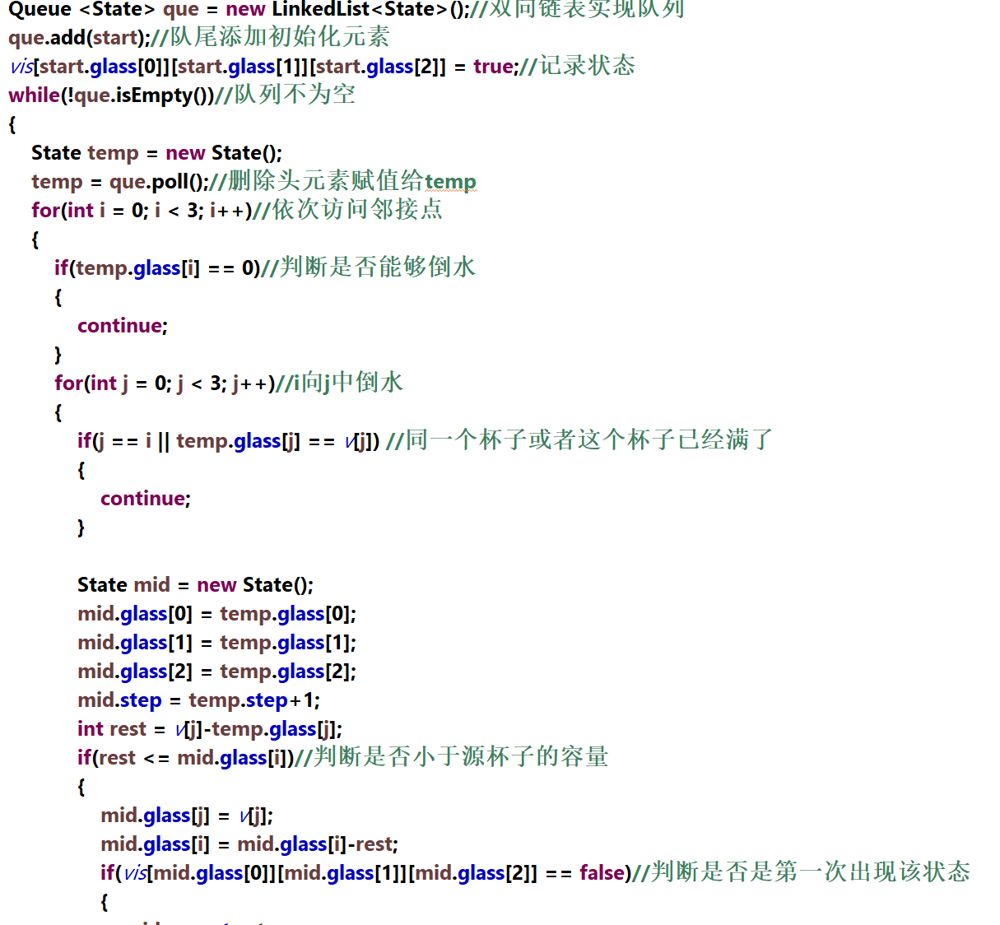 Queue <State> que = new LinkedList<State>();//双向链表实现队列
que.add(start);//队尾添加初始化元素
vis[start.glass[0]][start.glass[1]][start.glass[2]] = true;//记录状态
while(!que.isEmpty())//队列不为空
{
State temp = new State();
temp = que.poll();//删除头元素赋值给temp
for(int i = 0; i < 3; i++)//依次访问邻接点
{
if(temp.glass[i] == 0)//判断是否能够倒水
{
continue;
}
for(int j = 0; j < 3; j++)//i向j中倒水
{
if(j == i || temp.glass[j] == v[j]) //同一个杯子或者这个杯子已经满了
{
continue;
}
State mid = new State();
mid.glass[0] = temp.glass[0];
mid.glass[1] = temp.glass[1];
mid.glass[2] = temp.glass[2];
mid.step = temp.step+1;
int rest = v[j]-temp.glass[j];
if(rest <= mid.glass[i])//判断是否小于源杯子的容量
{
mid.glass[j] = v[j];
mid.glass[i] = mid.glass[i]-rest;
if(vis[mid.glass[0]][mid.glass[1]][mid.glass[2]] == false)//判断是否是第一次出现该状态
{